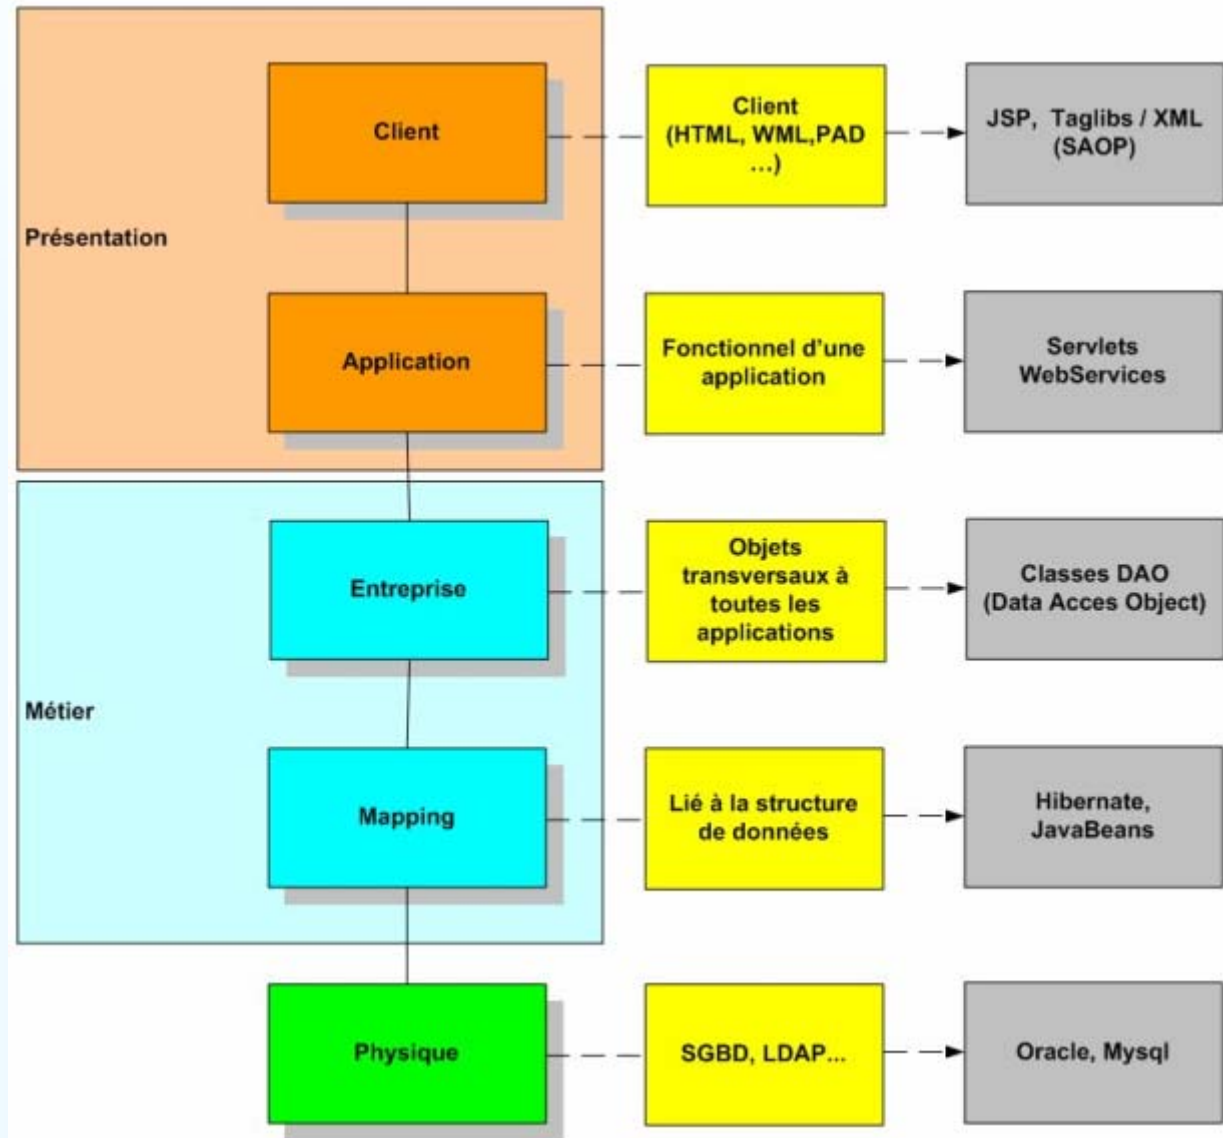 Client
Client
(HTML, WML,PAD
...)
JSP, Taglibs / XML
(SAOP)
Présentation
Application
Fonctionnel d'une
application
Servlets
WebServices
Entreprise
Objets
transversaux à
toutes les
applications
Classes DAO
(Data Acces Object)
Métier
Mapping
Lié à la structure
de données
Hibernate,
JavaBeans
Physique
SGBD, LDAP...
Oracle, Mysql